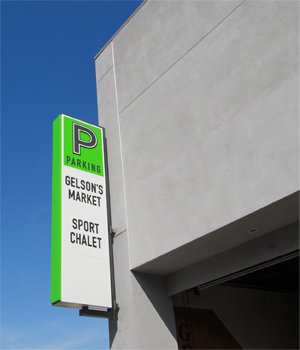 P
PARKING
GELSON'S
MARKET
SPORT
CHALET